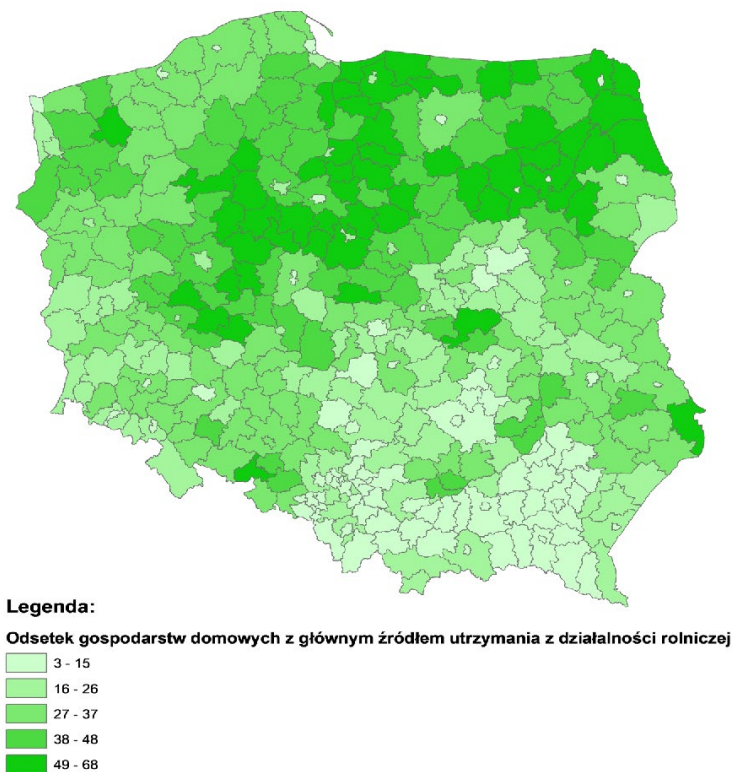 Legenda:
Odsetek gospodarstw domowych z głównym źródłem utrzymania z działalności rolniczej
3 - 15
16 - 26
27 - 37
38 - 48
49 - 68